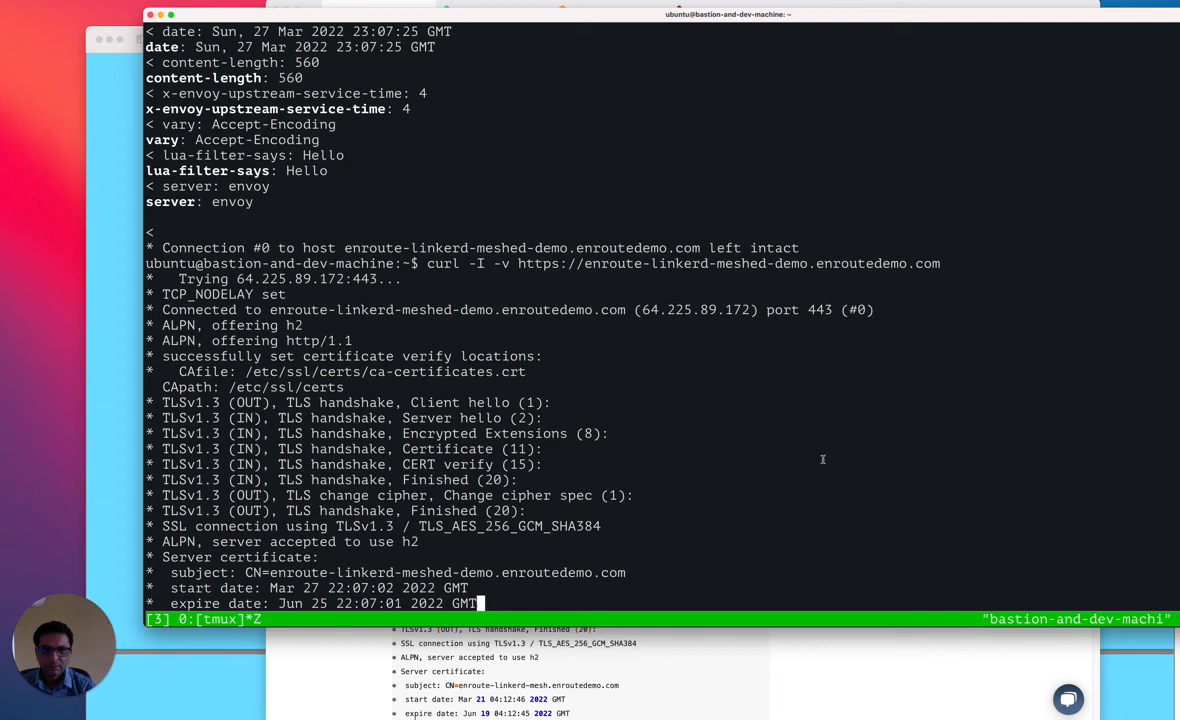 ubuntu@bastion-and-dev-machine: ~
< date: Sun, 27 Mar 2022 23:07:25 GMT
date: Sun, 27 Mar 2022 23:07:25 GMT
< content-length: 560
content-length: 560
< x-envoy-upstream-service-time: 4
x-envoy-upstream-service-time: 4
< vary: Accept-Encoding
vary: Accept-Encoding
< lua-filter-says: Hello
lua-filter-says: Hello
< server: envoy
server: envoy
<
* Connection #0 to host enroute-linkerd-meshed-demo.enroutedemo.com left intact
ubuntu@bastion-and-dev-machine:~$ curl -I -v https://enroute-linkerd-meshed-demo.enroutedemo.com
*   Trying 64.225.89.172:443...
* TCP_NODELAY set
* Connected to enroute-linkerd-meshed-demo.enroutedemo.com (64.225.89.172) port 443 (#0)
* ALPN, offering h2
* ALPN, offering http/1.1
* successfully set certificate verify locations:
*   CAfile: /etc/ssl/certs/ca-certificates.crt
  CApath: /etc/ssl/certs
* TLSv1.3 (OUT), TLS handshake, Client hello (1):
* TLSv1.3 (IN), TLS handshake, Server hello (2):
* TLSv1.3 (IN), TLS handshake, Encrypted Extensions (8):
* TLSv1.3 (IN), TLS handshake, Certificate (11):
* TLSv1.3 (IN), TLS handshake, CERT verify (15):
* TLSv1.3 (IN), TLS handshake, Finished (20):
* TLSv1.3 (OUT), TLS change cipher, Change cipher spec (1):
* TLSv1.3 (OUT), TLS handshake, Finished (20):
* SSL connection using TLSv1.3 / TLS_AES_256_GCM_SHA384
* ALPN, server accepted to use h2
* Server certificate:
*  subject: CN=enroute-linkerd-meshed-demo.enroutedemo.com
*  start date: Mar 27 22:07:02 2022 GMT
*  expire date: Jun 25 22:07:01 2022 GMT
[3] 0:[tmux]*Z "bastion-and-dev-machi"
* TLSv1.3 (OUT), TLS handshake, Finished (20):
* SSL connection using TLSv1.3 / TLS_AES_256_GCM_SHA384
* ALPN, server accepted to use h2
* Server certificate:
*  subject: CN=enroute-linkerd-mesh.enroutedemo.com
*  start date: Mar 21 04:12:46 2022 GMT
*  expire date: Jun 19 04:12:45 2022 GMT